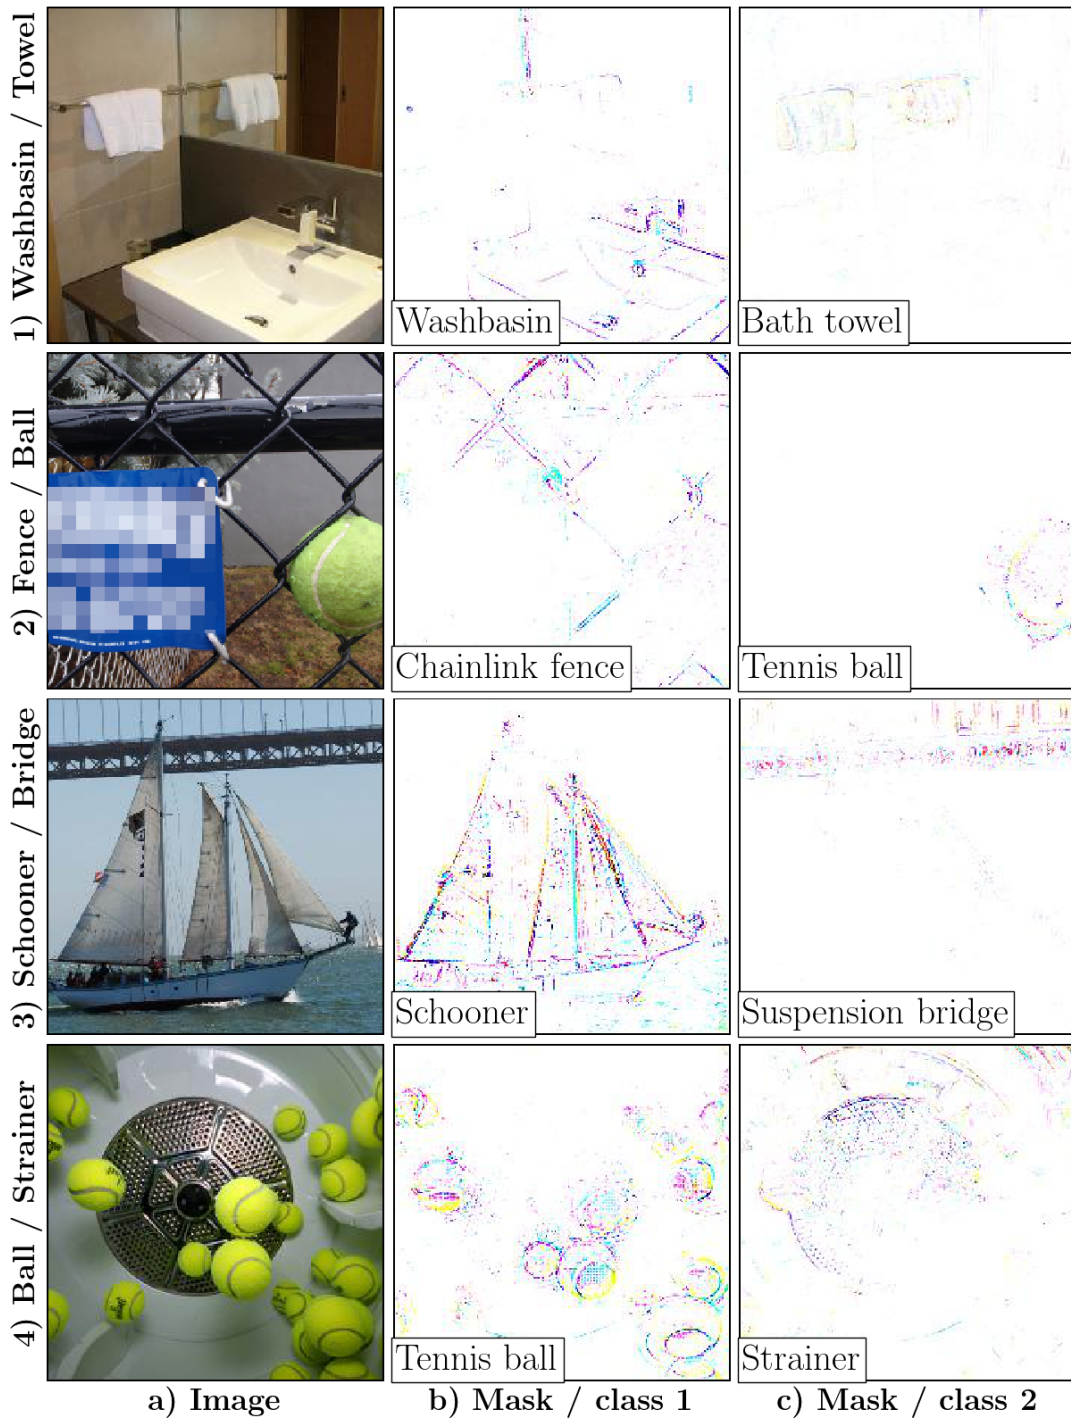 1) Washbasin / Towel
Washbasin
Bath towel
2) Fence / Ball
Chainlink fence
Tennis ball
3) Schooner / Bridge
Schooner
Suspension bridge
4) Ball / Strainer
Tennis ball
Strainer
a) Image
b) Mask / class 1
c) Mask / class 2